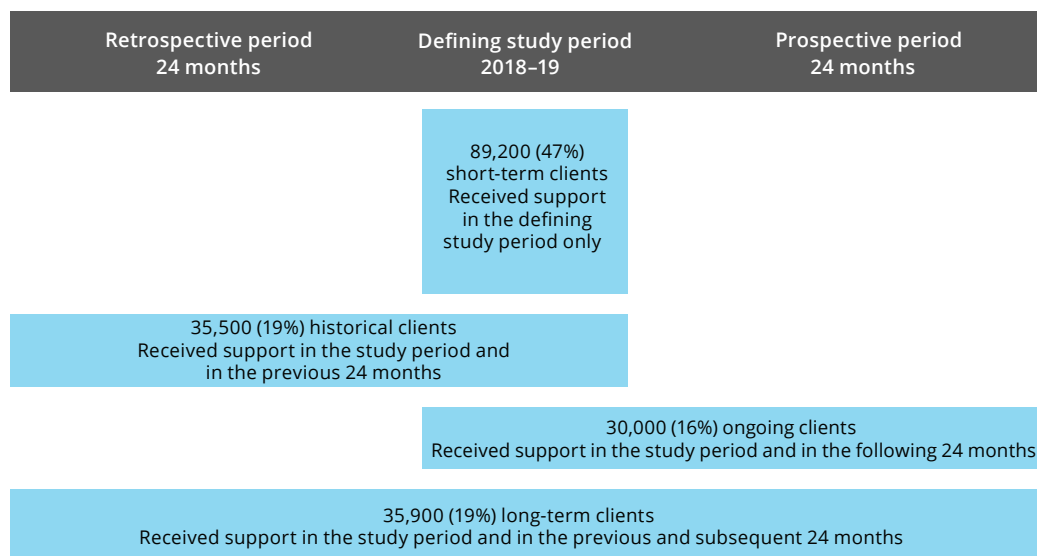 Retrospective period
24 months
Defining study period
2018–19
Prospective period
24 months
89,200 (47%)
short-term clients
Received support
in the defining
study period only
35,500 (19%) historical clients
Received support in the study period and
in the previous 24 months
30,000 (16%) ongoing clients
Received support in the study period and in the following 24 months
35,900 (19%) long-term clients
Received support in the study period and in the previous and subsequent 24 months